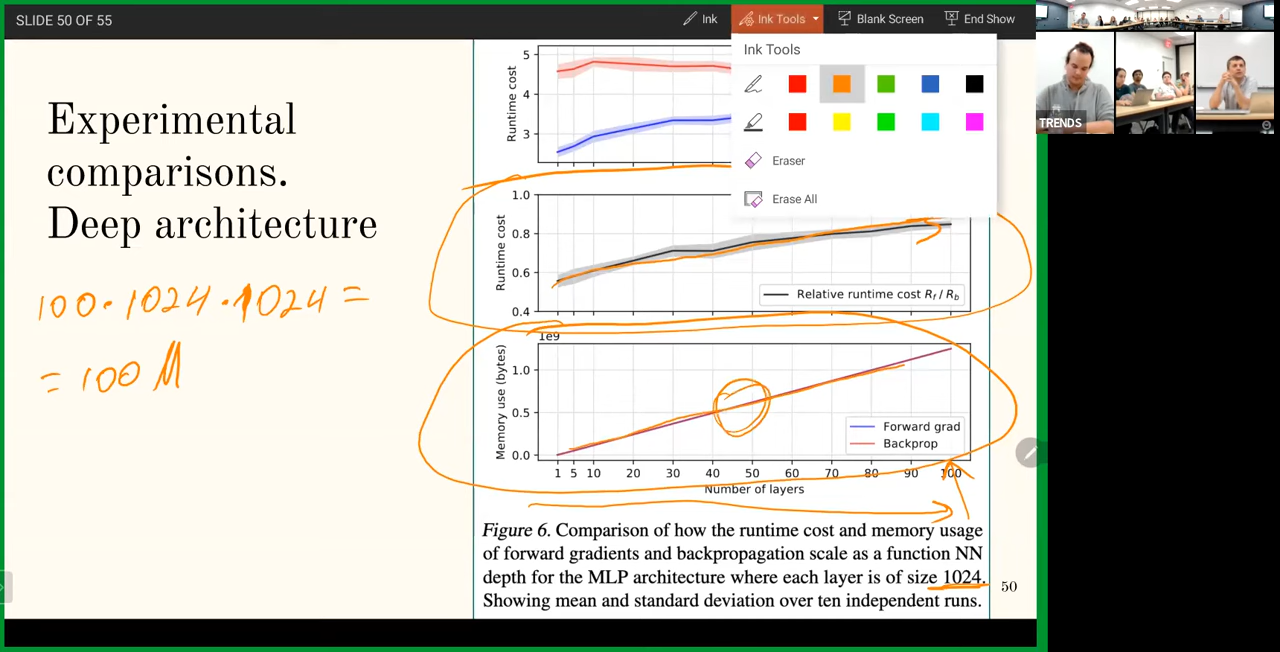 SLIDE 50 OF 55
Ink
Ink Tools
Blank Screen
End Show
Ink Tools
Eraser
Erase All
TRENDS
Experimental
comparisons.
Deep architecture
100 · 1024 · 1024 =
= 100 M
5
4
3
Runtime cost
1.0
0.8
0.6
0.4
Runtime cost
Relative runtime cost Rf / Rb
1e9
1.0
0.5
0.0
Memory use (bytes)
Forward grad
Backprop
1 5 10 20 30 40 50 60 70 80 90 100
Number of layers
Figure 6. Comparison of how the runtime cost and memory usage
of forward gradients and backpropagation scale as a function NN
depth for the MLP architecture where each layer is of size 1024.
Showing mean and standard deviation over ten independent runs.
50